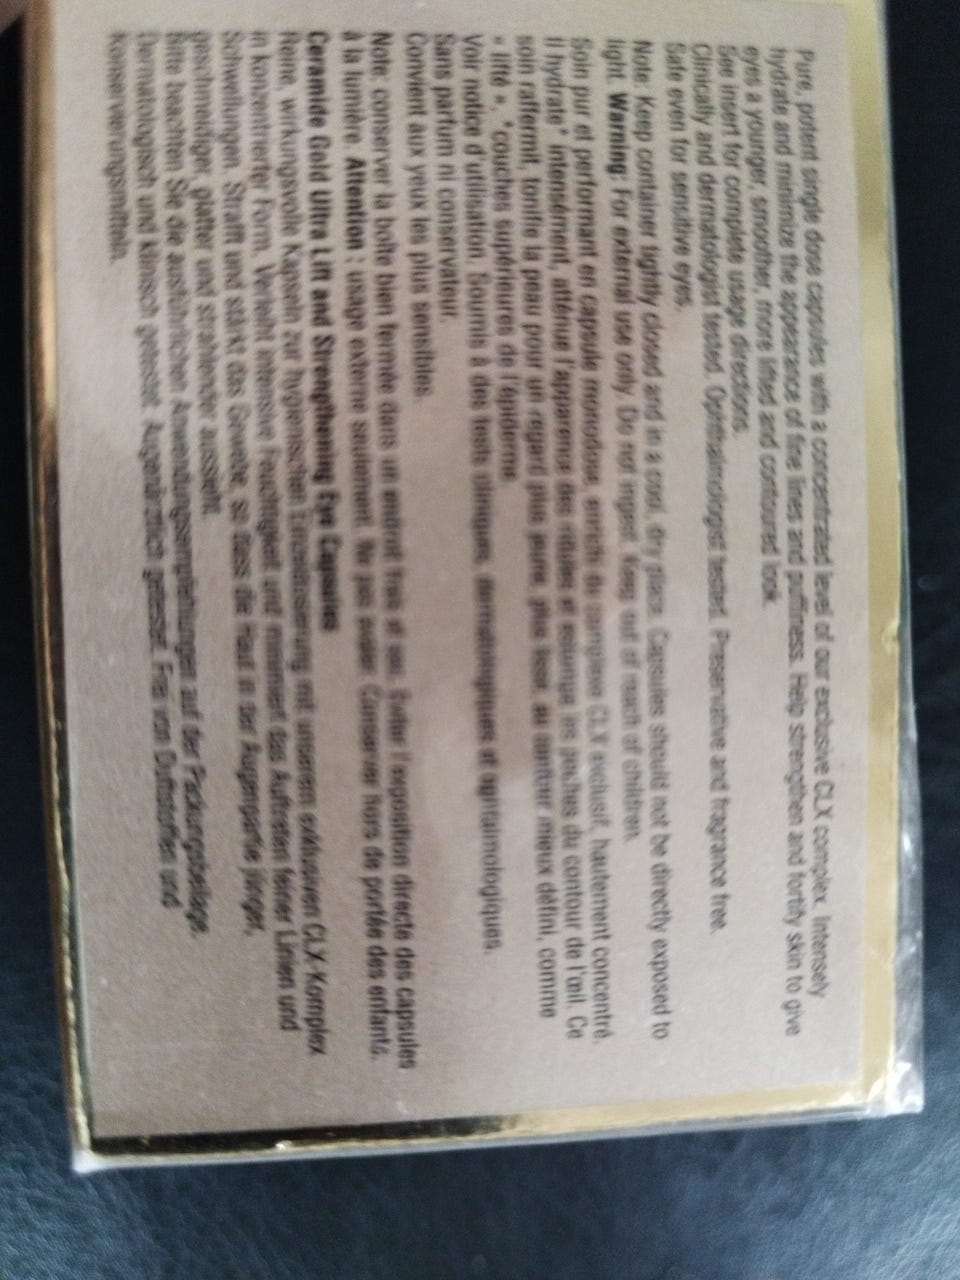 Pure, potent single dose capsules with a concentrated level of our exclusive CLX complex. Intensely
hydrate and minimize the appearance of fine lines and puffiness. Help strengthen and fortify skin to give
eyes a younger, smoother, more lifted and contoured look.
See insert for complete usage directions.
Clinically and dermatologist tested. Ophthalmologist tested. Preservative and fragrance free.
Safe even for sensitive eyes.
Note: Keep container tightly closed and in a cool, dry place. Capsules should not be directly exposed to
light. Warning: For external use only. Do not ingest. Keep out of reach of children.
Soin pur et performant en capsule monodose, enrichi du complexe CLX exclusif, hautement concentré.
Il hydrate* intensément, atténue l'apparence des ridules et estompe les poches du contour de l'œil. Ce
soin raffermit, tonifie la peau pour un regard plus jeune, plus lisse au contour mieux défini, comme
« lifté ». *couches supérieures de l'épiderme.
Voir notice d'utilisation. Soumis à des tests cliniques, dermatologiques et ophtalmologiques.
Sans parfum ni conservateur.
Convient aux yeux les plus sensibles.
Note: conserver la boîte bien fermée dans un endroit frais et sec. Eviter l'exposition directe des capsules
à la lumière. Attention : usage externe seulement. Ne pas avaler. Conserver hors de portée des enfants.
Ceramide Gold Ultra Lift and Strengthening Eye Capsules
Reine, wirkungsvolle Kapseln zur hygienischen Einzeldosierung mit unserem exklusiven CLX-Komplex
in konzentrierter Form. Verleiht intensive Feuchtigkeit und minimiert das Auftreten feiner Linien und
Schwellungen. Strafft und stärkt das Gewebe, so dass die Haut in der Augenpartie jünger,
geschmeidiger, glatter und strahlender aussieht.
Bitte beachten Sie die ausführlichen Anwendungsempfehlungen auf der Packungsbeilage.
Dermatologisch und klinisch getestet. Augenärztlich getestet. Frei von Duftstoffen und
Konservierungsmitteln.